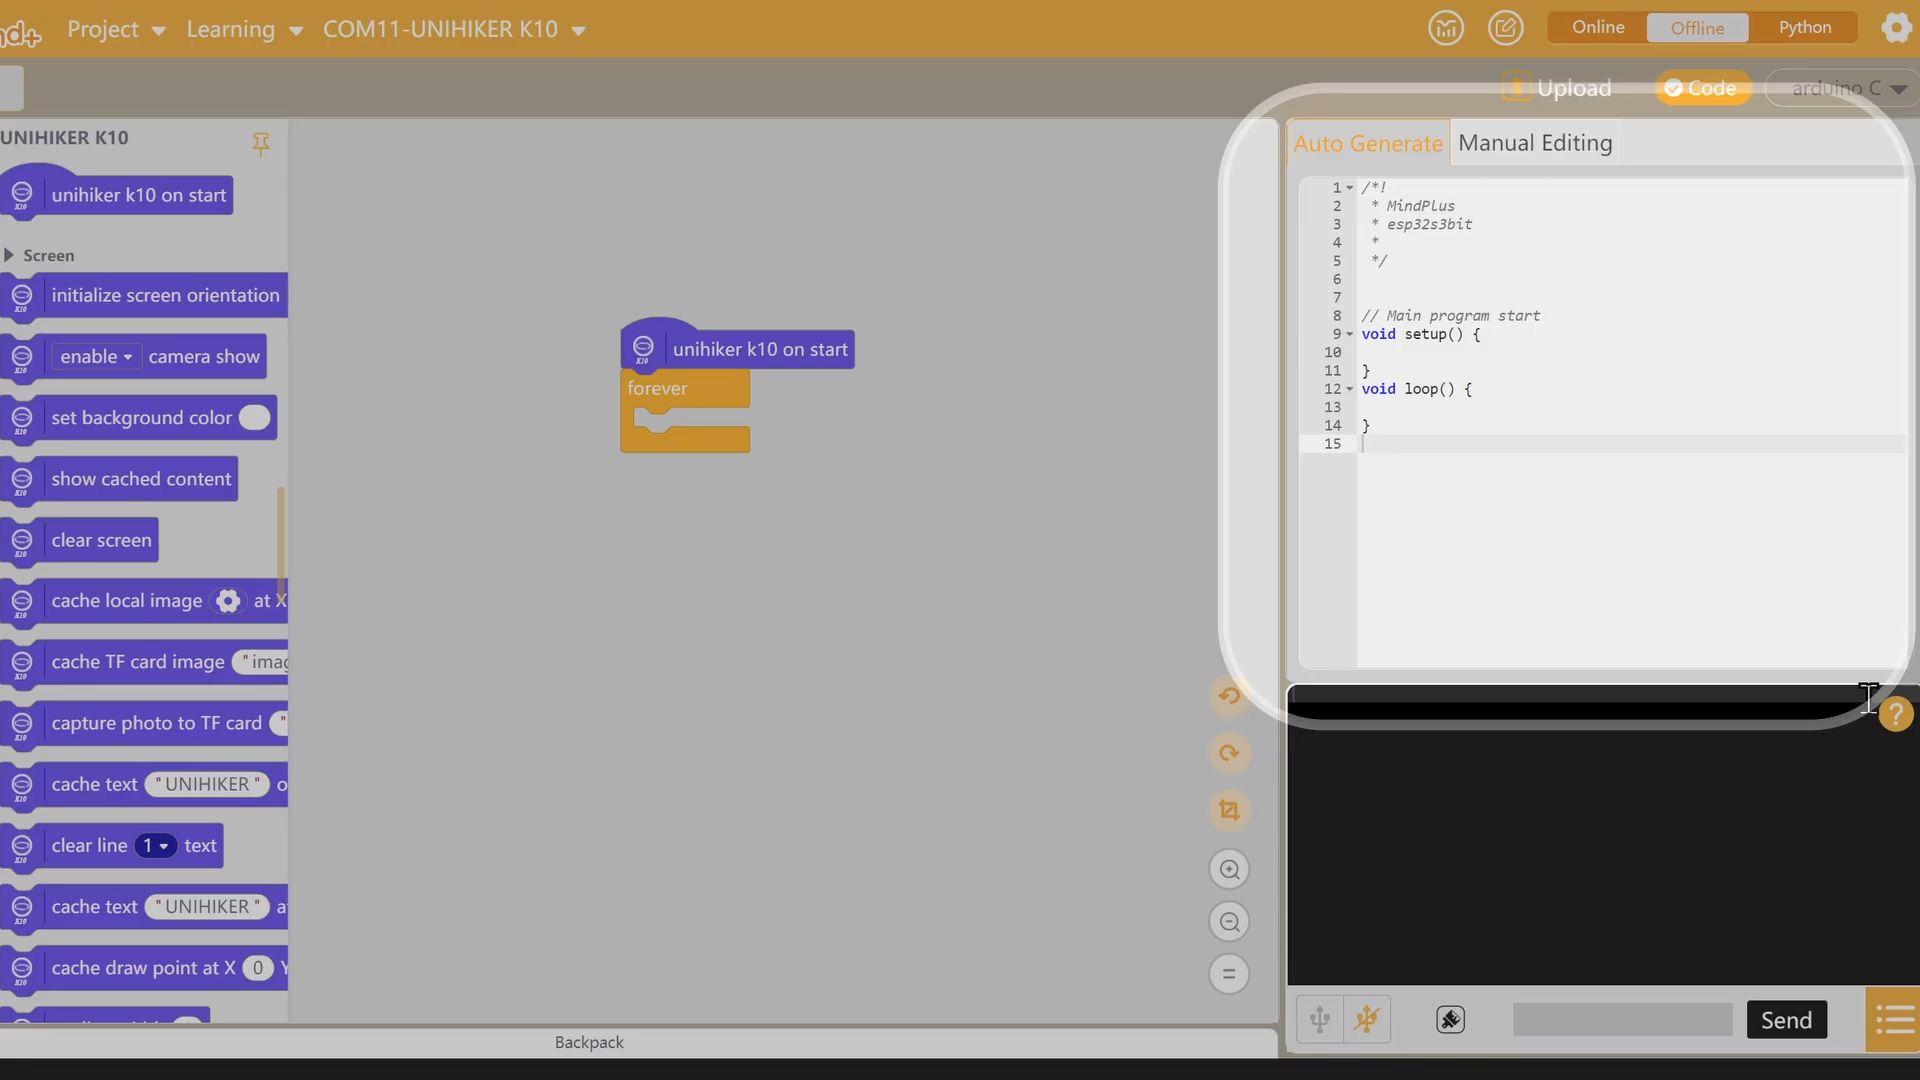 nd+ Project Learning COM11-UNIHIKER K10 Online Offline Python
Upload Code arduino C
UNIHIKER K10
unihiker k10 on start
Screen
initialize screen orientation
enable camera show
set background color
show cached content
clear screen
cache local image at X
cache TF card image "imag
capture photo to TF card "
cache text "UNIHIKER" o
clear line 1 text
cache text "UNIHIKER" a
cache draw point at X 0 Y
unihiker k10 on start
forever
Backpack
Auto Generate Manual Editing
1 /*!
2 * MindPlus
3 * esp32s3bit
4 *
5 */
6
7
8 // Main program start
9 void setup() {
10
11 }
12 void loop() {
13
14 }
15
?
Send